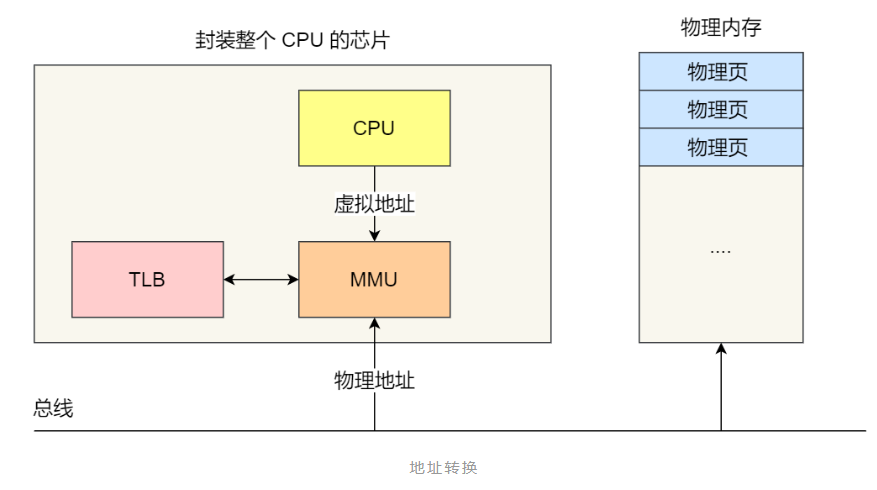 封装整个 CPU 的芯片
物理内存
物理页
物理页
物理页
CPU
虚拟地址
....
TLB
MMU
物理地址
总线
地址转换